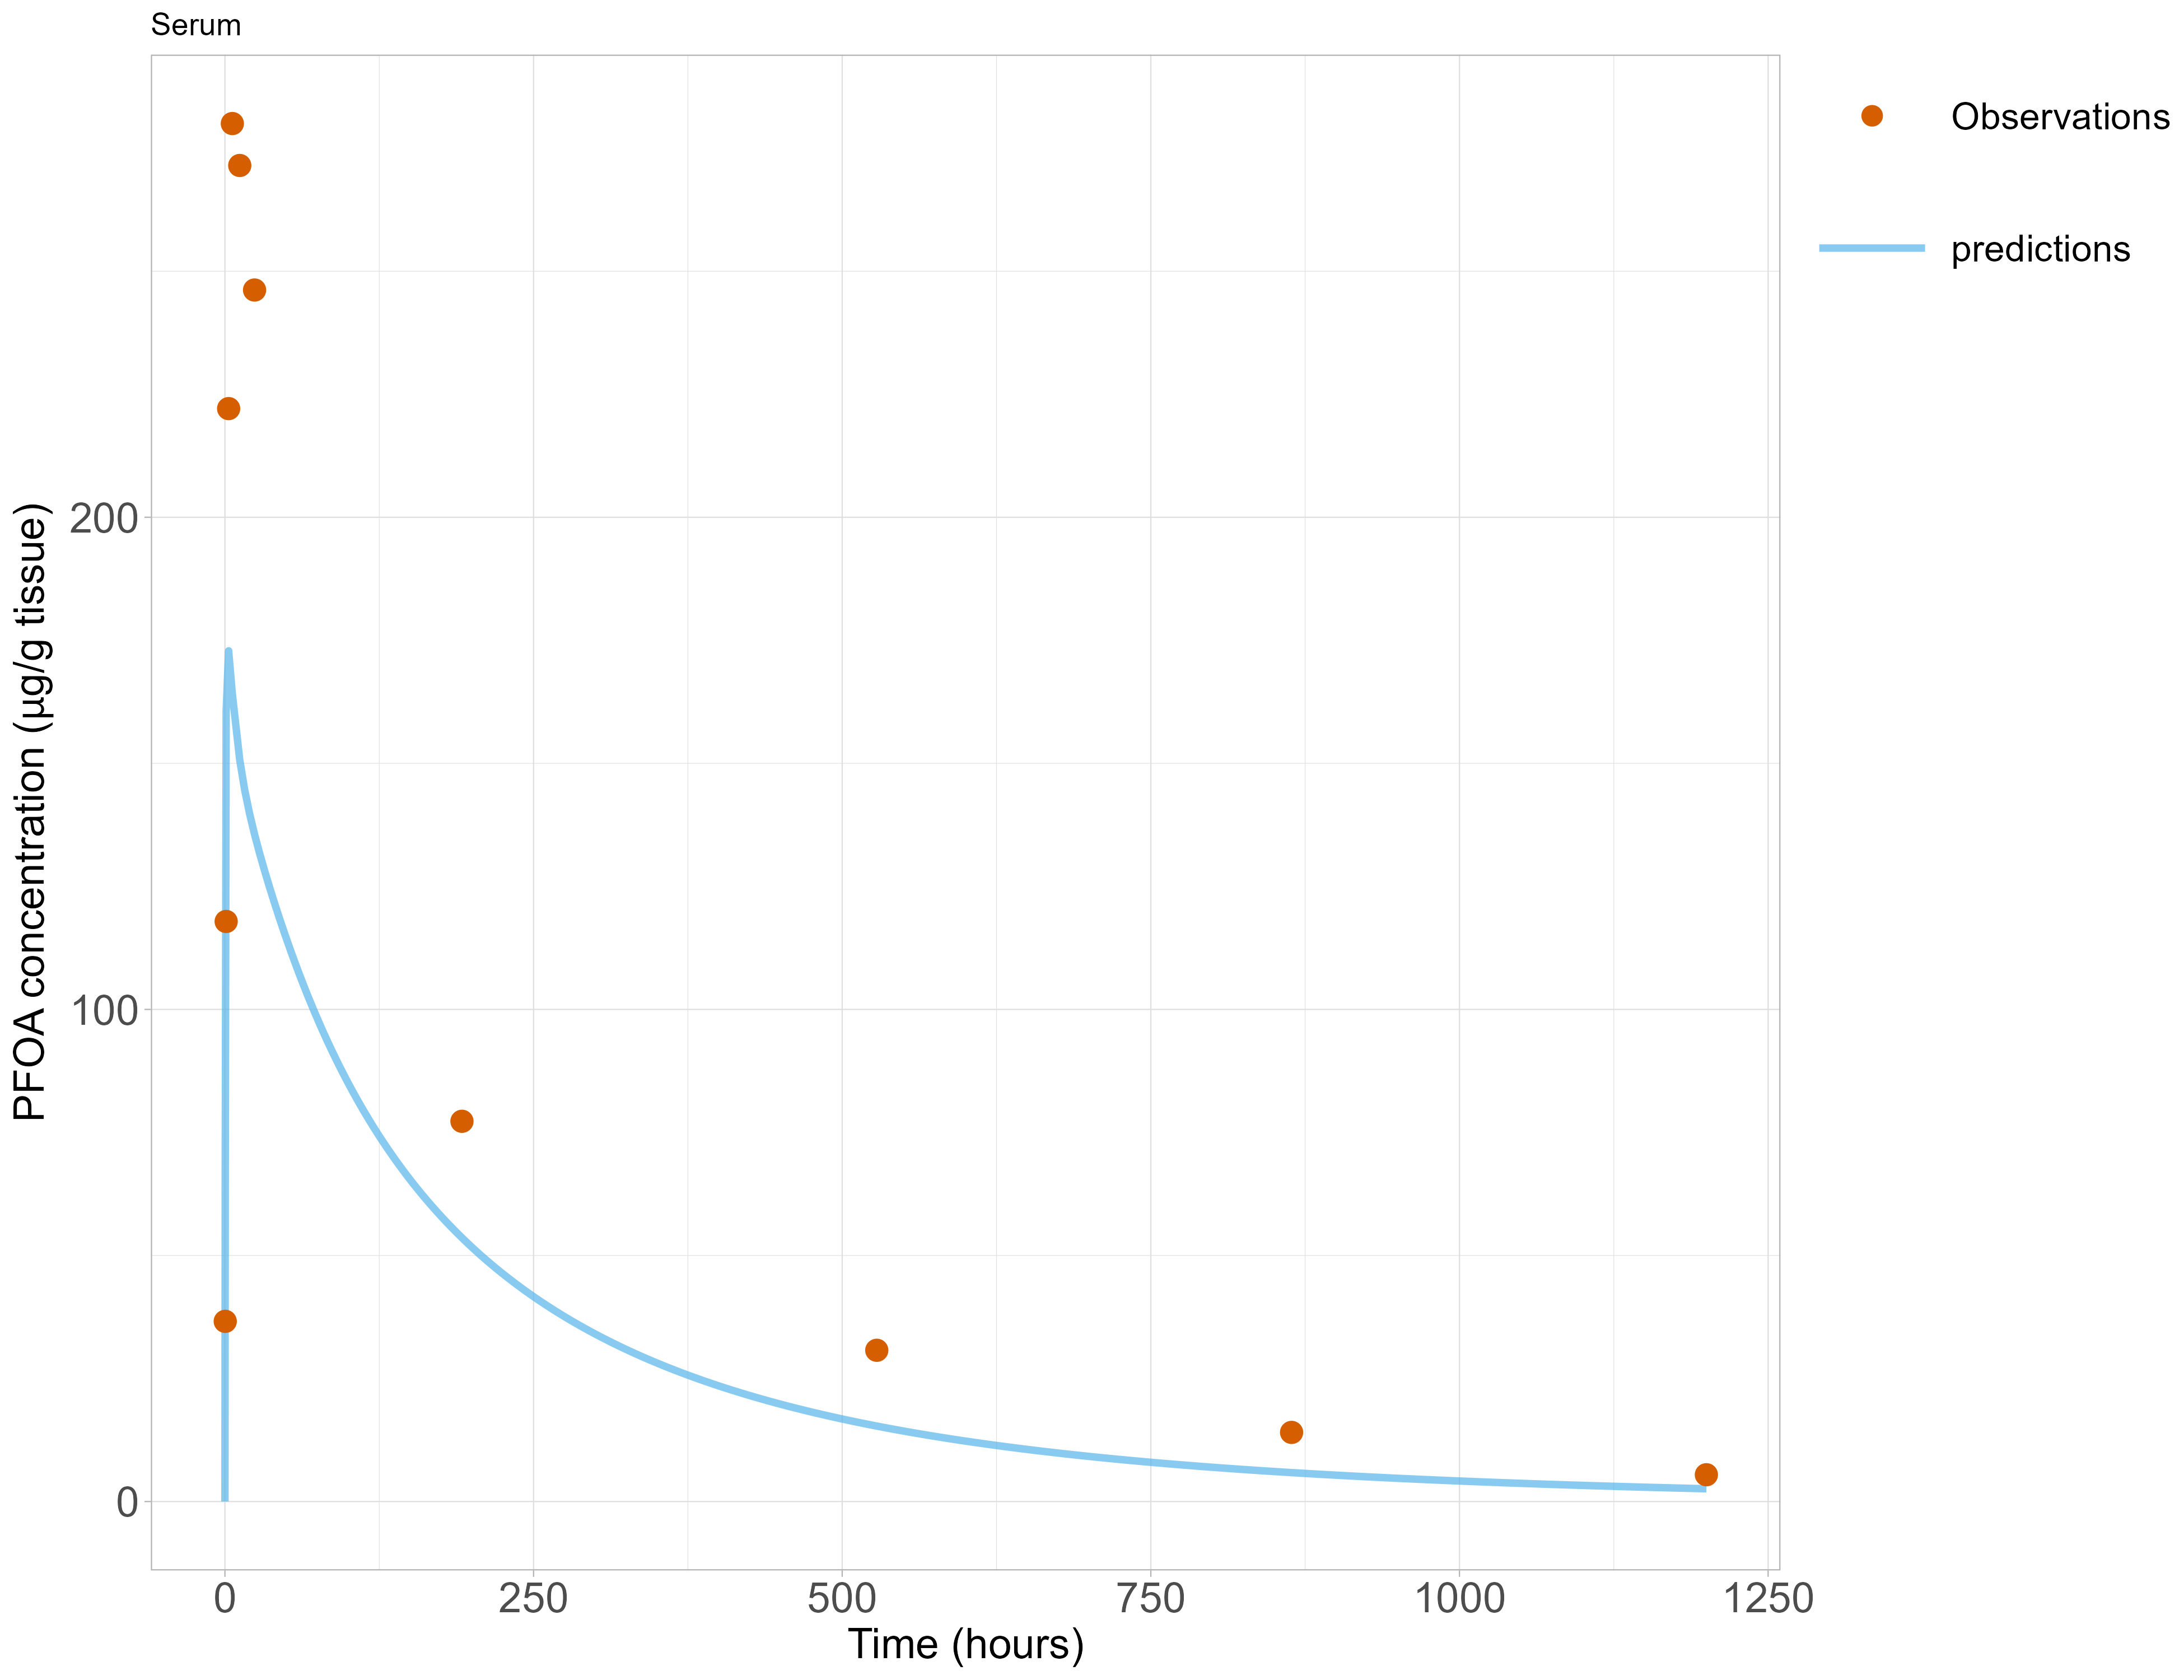 Serum
Observations
predictions
PFOA concentration (µg/g tissue)
200
100
0
0 250 500 750 1000 1250
Time (hours)